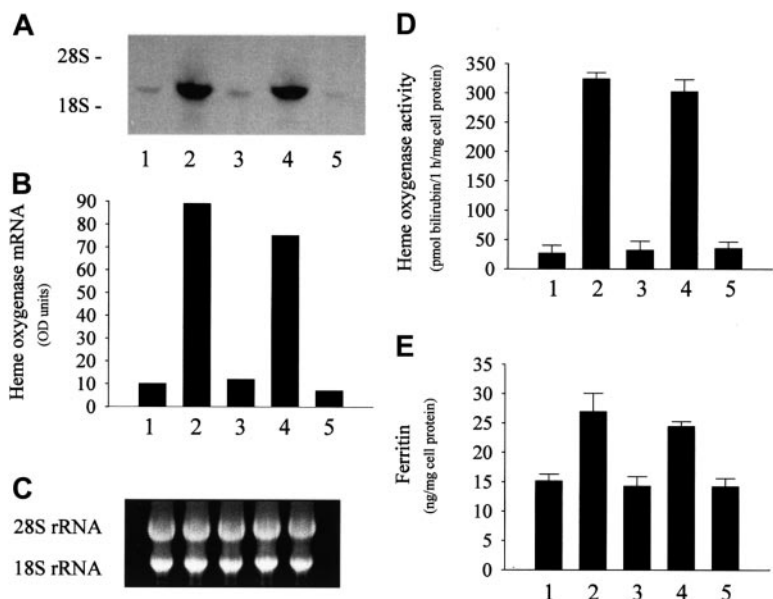 A
28S -
18S -
1 2 3 4 5
B
Heme oxygenase mRNA
(OD units)
90
80
70
60
50
40
30
20
10
0
1 2 3 4 5
C
28S rRNA
18S rRNA
D
Heme oxygenase activity
(pmol bilirubin/1 h/mg cell protein)
350
300
250
200
150
100
50
0
1 2 3 4 5
E
Ferritin
(ng/mg cell protein)
35
30
25
20
15
10
5
0
1 2 3 4 5